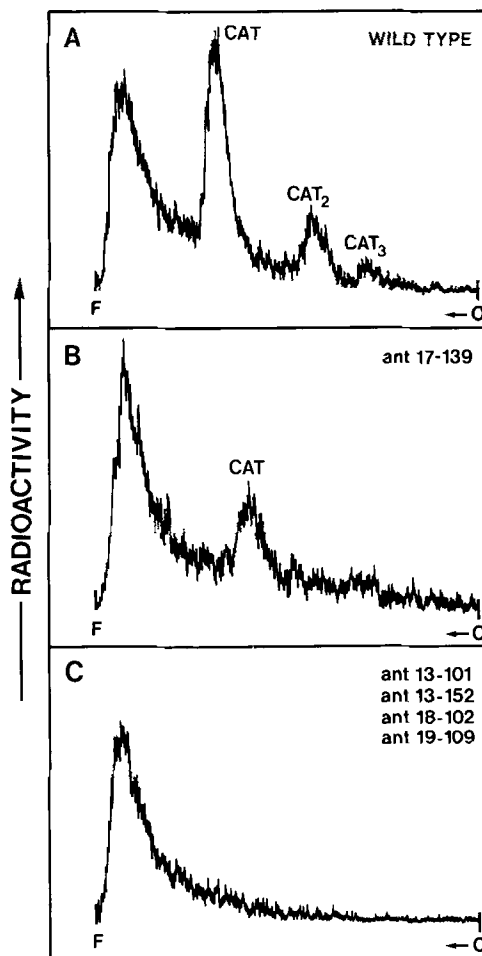 A
CAT
WILD TYPE
CAT₂
CAT₃
F
←O
B
ant 17-139
CAT
F
←O
C
ant 13-101
ant 13-152
ant 18-102
ant 19-109
F
←O
RADIOACTIVITY →